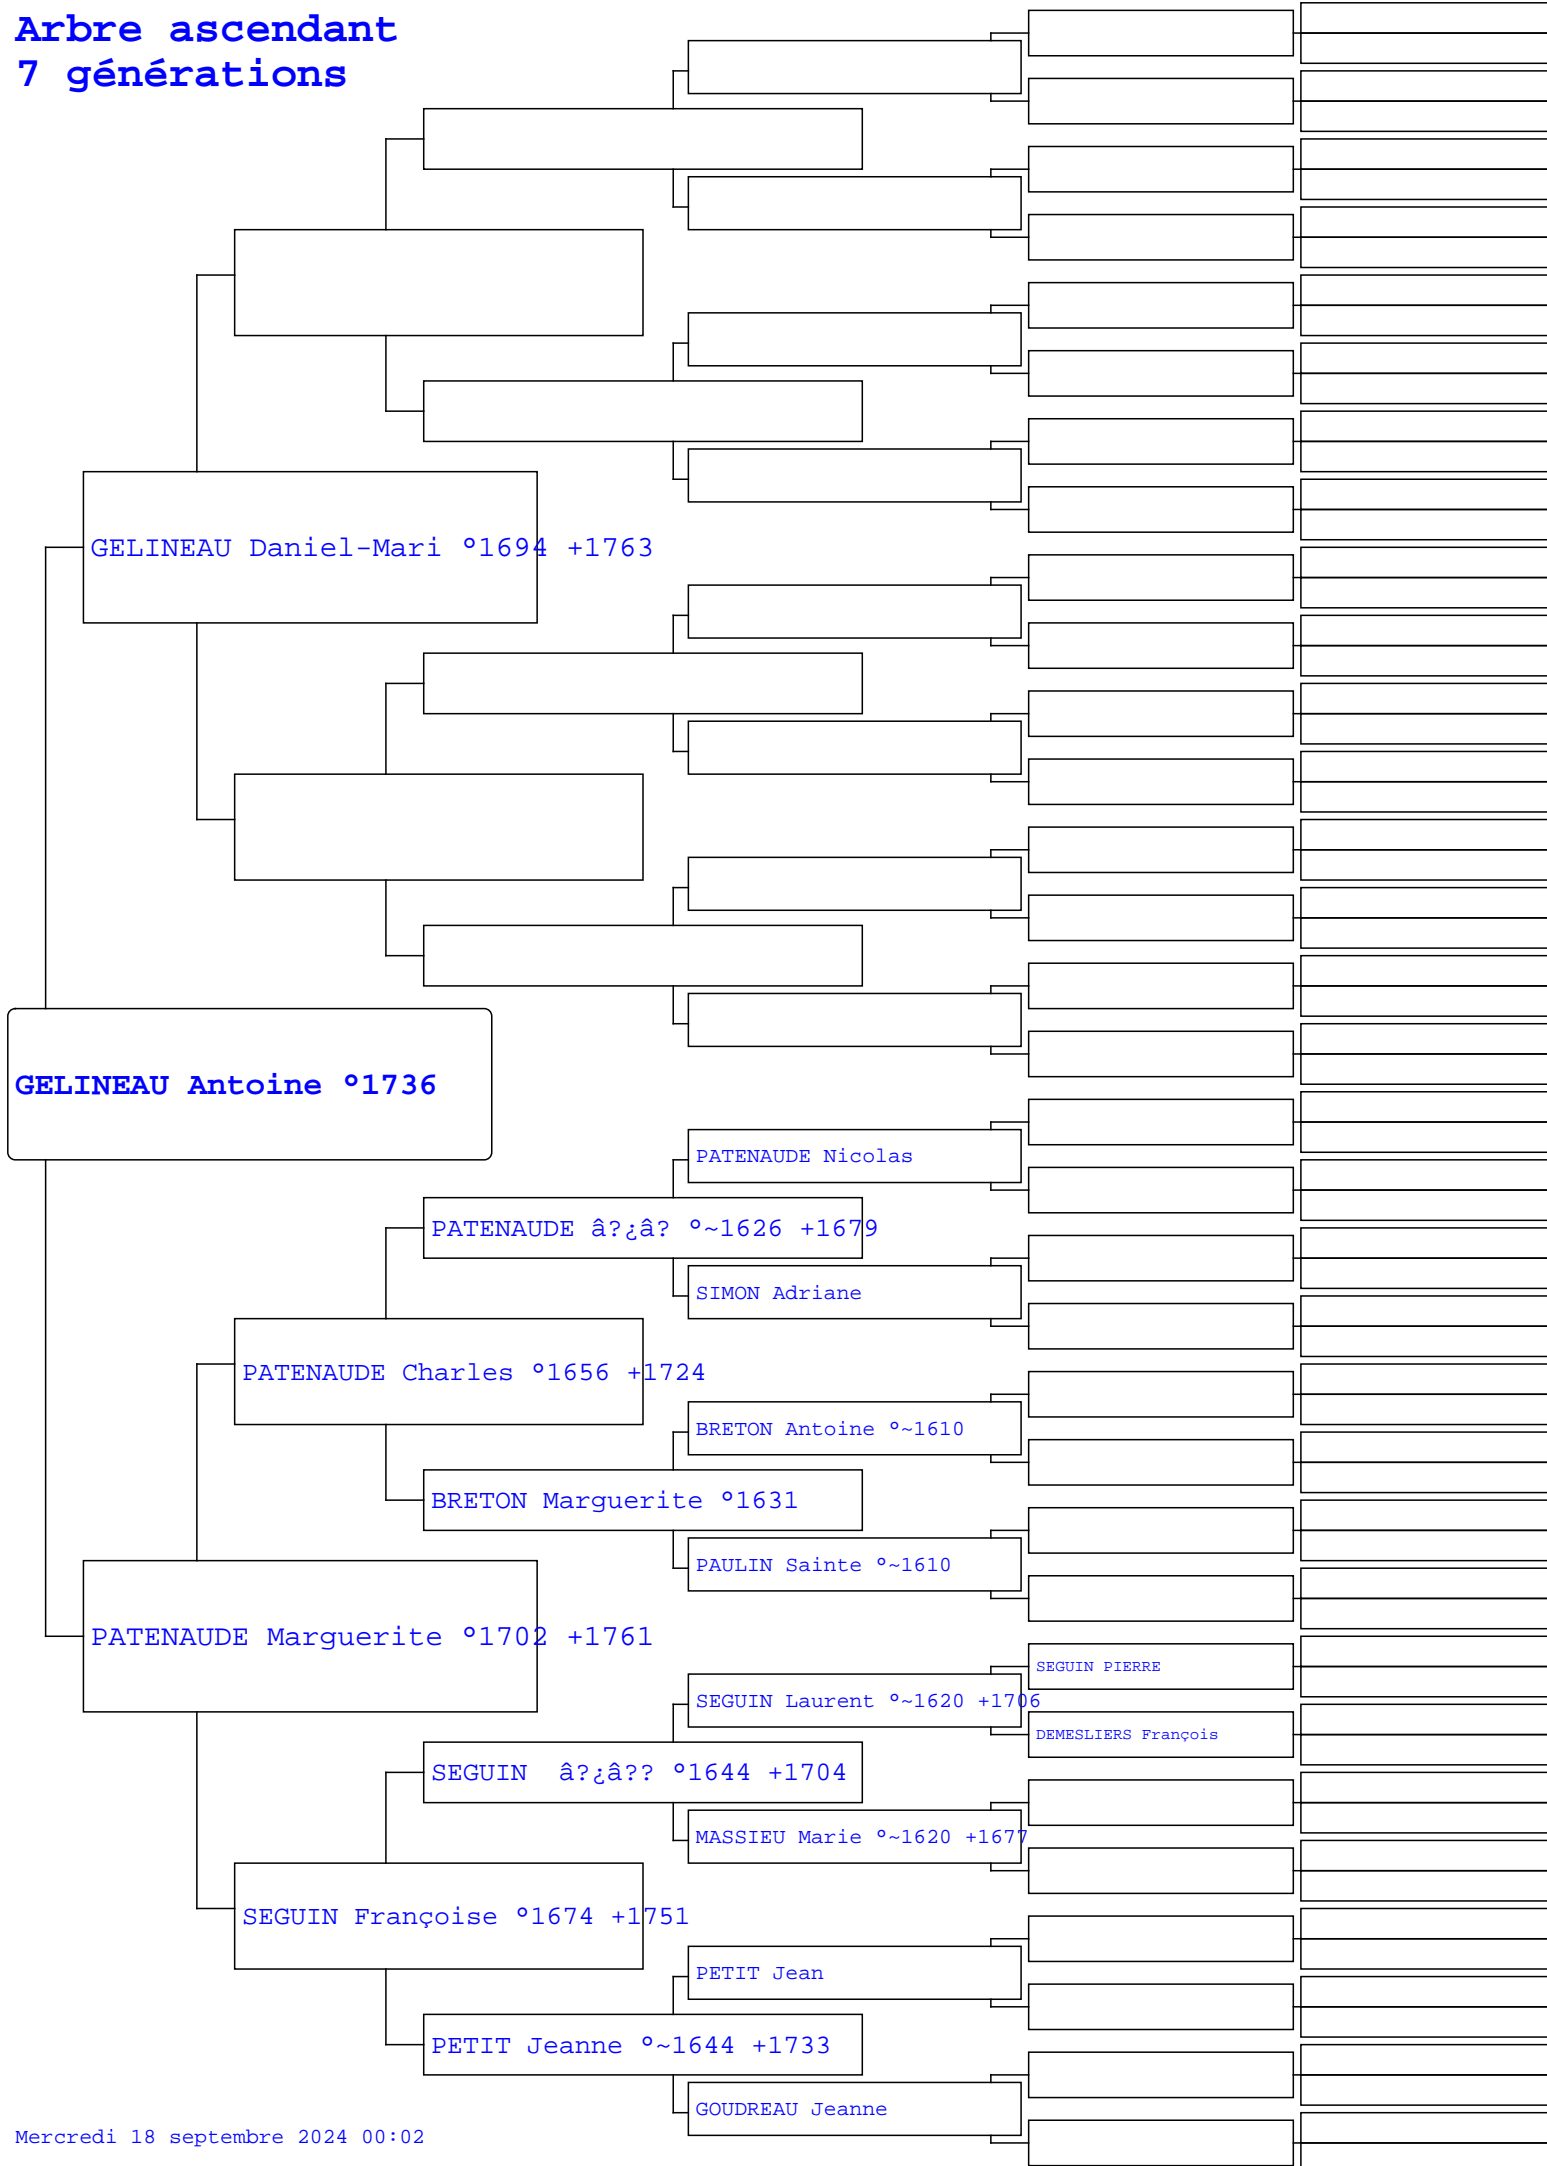 Arbre ascendant
7 générations
GELINEAU Daniel-Mari °1694 +1763
GELINEAU Antoine °1736
PATENAUDE Nicolas
PATENAUDE â?¿â? °~1626 +1679
SIMON Adriane
PATENAUDE Charles °1656 +1724
BRETON Antoine °~1610
BRETON Marguerite °1631
PAULIN Sainte °~1610
PATENAUDE Marguerite °1702 +1761
SEGUIN PIERRE
SEGUIN Laurent °~1620 +1706
DEMESLIERS François
SEGUIN  â?¿â?? °1644 +1704
MASSIEU Marie °~1620 +1677
SEGUIN Françoise °1674 +1751
PETIT Jean
PETIT Jeanne °~1644 +1733
GOUDREAU Jeanne
Mercredi 18 septembre 2024 00:02